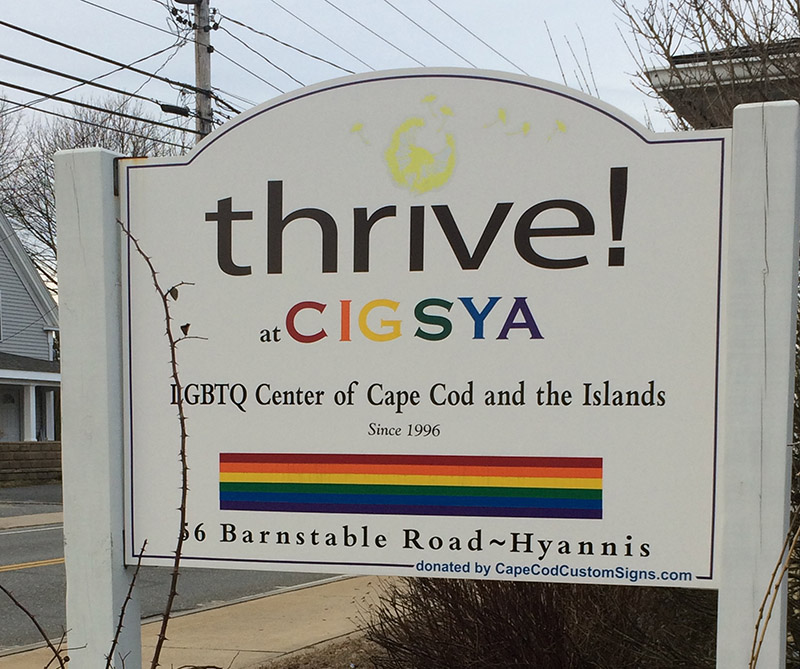 thrive!
at CIGSYA
LGBTQ Center of Cape Cod and the Islands
Since 1996
56 Barnstable Road~Hyannis
donated by CapeCodCustomSigns.com